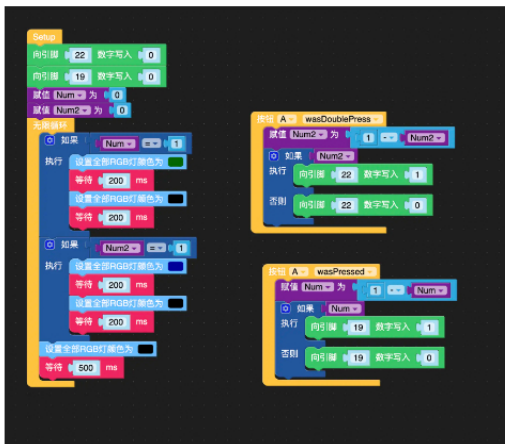 Setup
向引脚 22 数字写入 0
向引脚 19 数字写入 0
赋值 Num 为 0
赋值 Num2 为 0
无限循环
如果 Num = 1
执行 设置全部RGB灯颜色为
等待 200 ms
设置全部RGB灯颜色为
等待 200 ms
如果 Num2 = 1
执行 设置全部RGB灯颜色为
等待 200 ms
设置全部RGB灯颜色为
等待 200 ms
设置全部RGB灯颜色为
等待 500 ms
按钮 A wasDoublePress
赋值 Num2 为 1 - Num2
如果 Num2
执行 向引脚 22 数字写入 1
否则 向引脚 22 数字写入 0
按钮 A wasPressed
赋值 Num 为 1 - Num
如果 Num
执行 向引脚 19 数字写入 1
否则 向引脚 19 数字写入 0